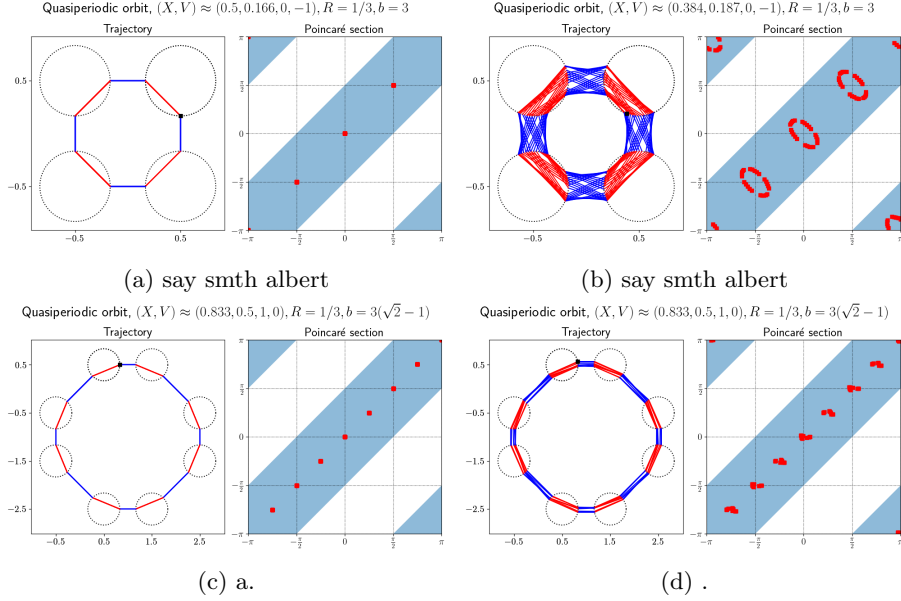 Quasiperiodic orbit, (X, V) ≈ (0.5, 0.166, 0, −1), R = 1/3, b = 3
Trajectory
Poincaré section
0.5
−0.5
−0.5
0.5
π
π/2
0
−π/2
−π
−π
−π/2
0
π/2
π
(a) say smth albert
Quasiperiodic orbit, (X, V) ≈ (0.384, 0.187, 0, −1), R = 1/3, b = 3
Trajectory
Poincaré section
0.5
−0.5
−0.5
0.5
π
π/2
0
−π/2
−π
−π
−π/2
0
π/2
π
(b) say smth albert
Quasiperiodic orbit, (X, V) ≈ (0.833, 0.5, 1, 0), R = 1/3, b = 3(√2 − 1)
Trajectory
Poincaré section
0.5
−0.5
−1.5
−2.5
−0.5
0.5
1.5
2.5
π
π/2
0
−π/2
−π
−π
−π/2
0
π/2
π
(c) a.
Quasiperiodic orbit, (X, V) ≈ (0.833, 0.5, 1, 0), R = 1/3, b = 3(√2 − 1)
Trajectory
Poincaré section
0.5
−0.5
−1.5
−2.5
−0.5
0.5
1.5
2.5
π
π/2
0
−π/2
−π
−π
−π/2
0
π/2
π
(d) .